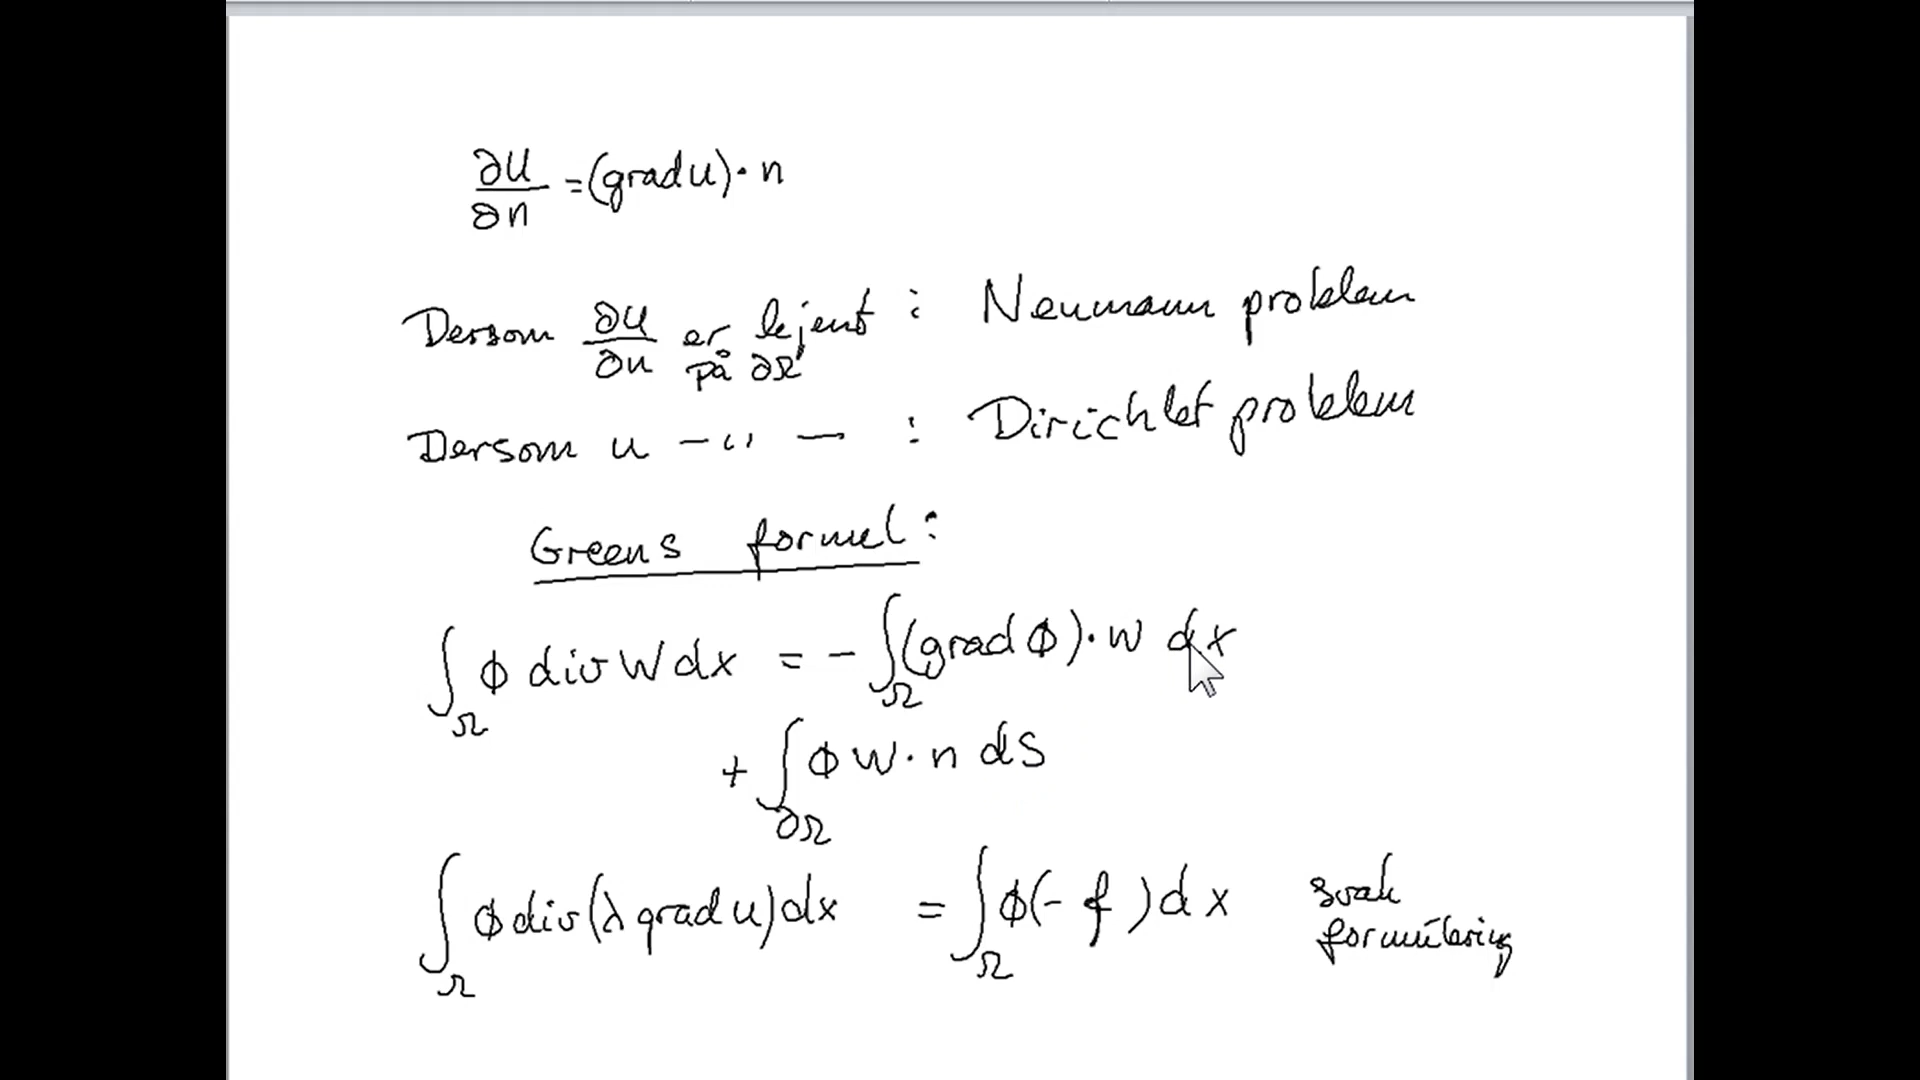 ∂u/∂n = (grad u) · n
Dersom ∂u/∂n er kjent : Neumann problem
på ∂Ω
Dersom u — " — : Dirichlet problem
Greens formel:
∫_Ω ϕ div w dx = - ∫_Ω (grad ϕ) · w dx
+ ∫_∂Ω ϕ w · n dS
∫_Ω ϕ div(λ grad u) dx = ∫_Ω ϕ(-f) dx svak
formulering